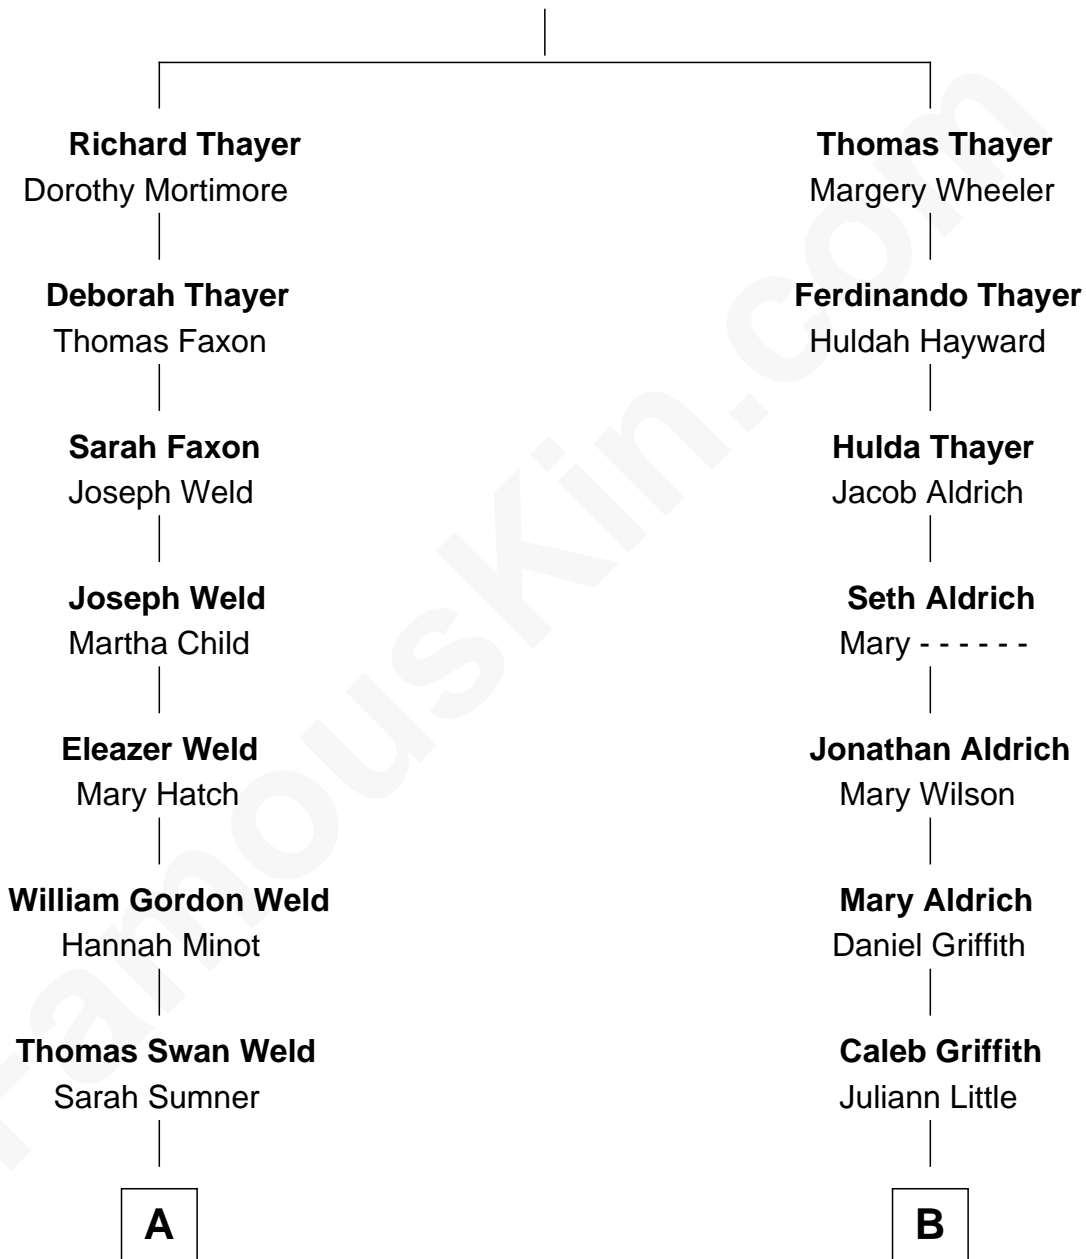 Richard Thayer
Dorothy Mortimore
Deborah Thayer
Thomas Faxon
Sarah Faxon
Joseph Weld
Joseph Weld
Martha Child
Eleazer Weld
Mary Hatch
William Gordon Weld
Hannah Minot
Thomas Swan Weld
Sarah Sumner
A
Thomas Thayer
Margery Wheeler
Ferdinando Thayer
Huldah Hayward
Hulda Thayer
Jacob Aldrich
Seth Aldrich
Mary - - - - - -
Jonathan Aldrich
Mary Wilson
Mary Aldrich
Daniel Griffith
Caleb Griffith
Juliann Little
B
FamousKin.com